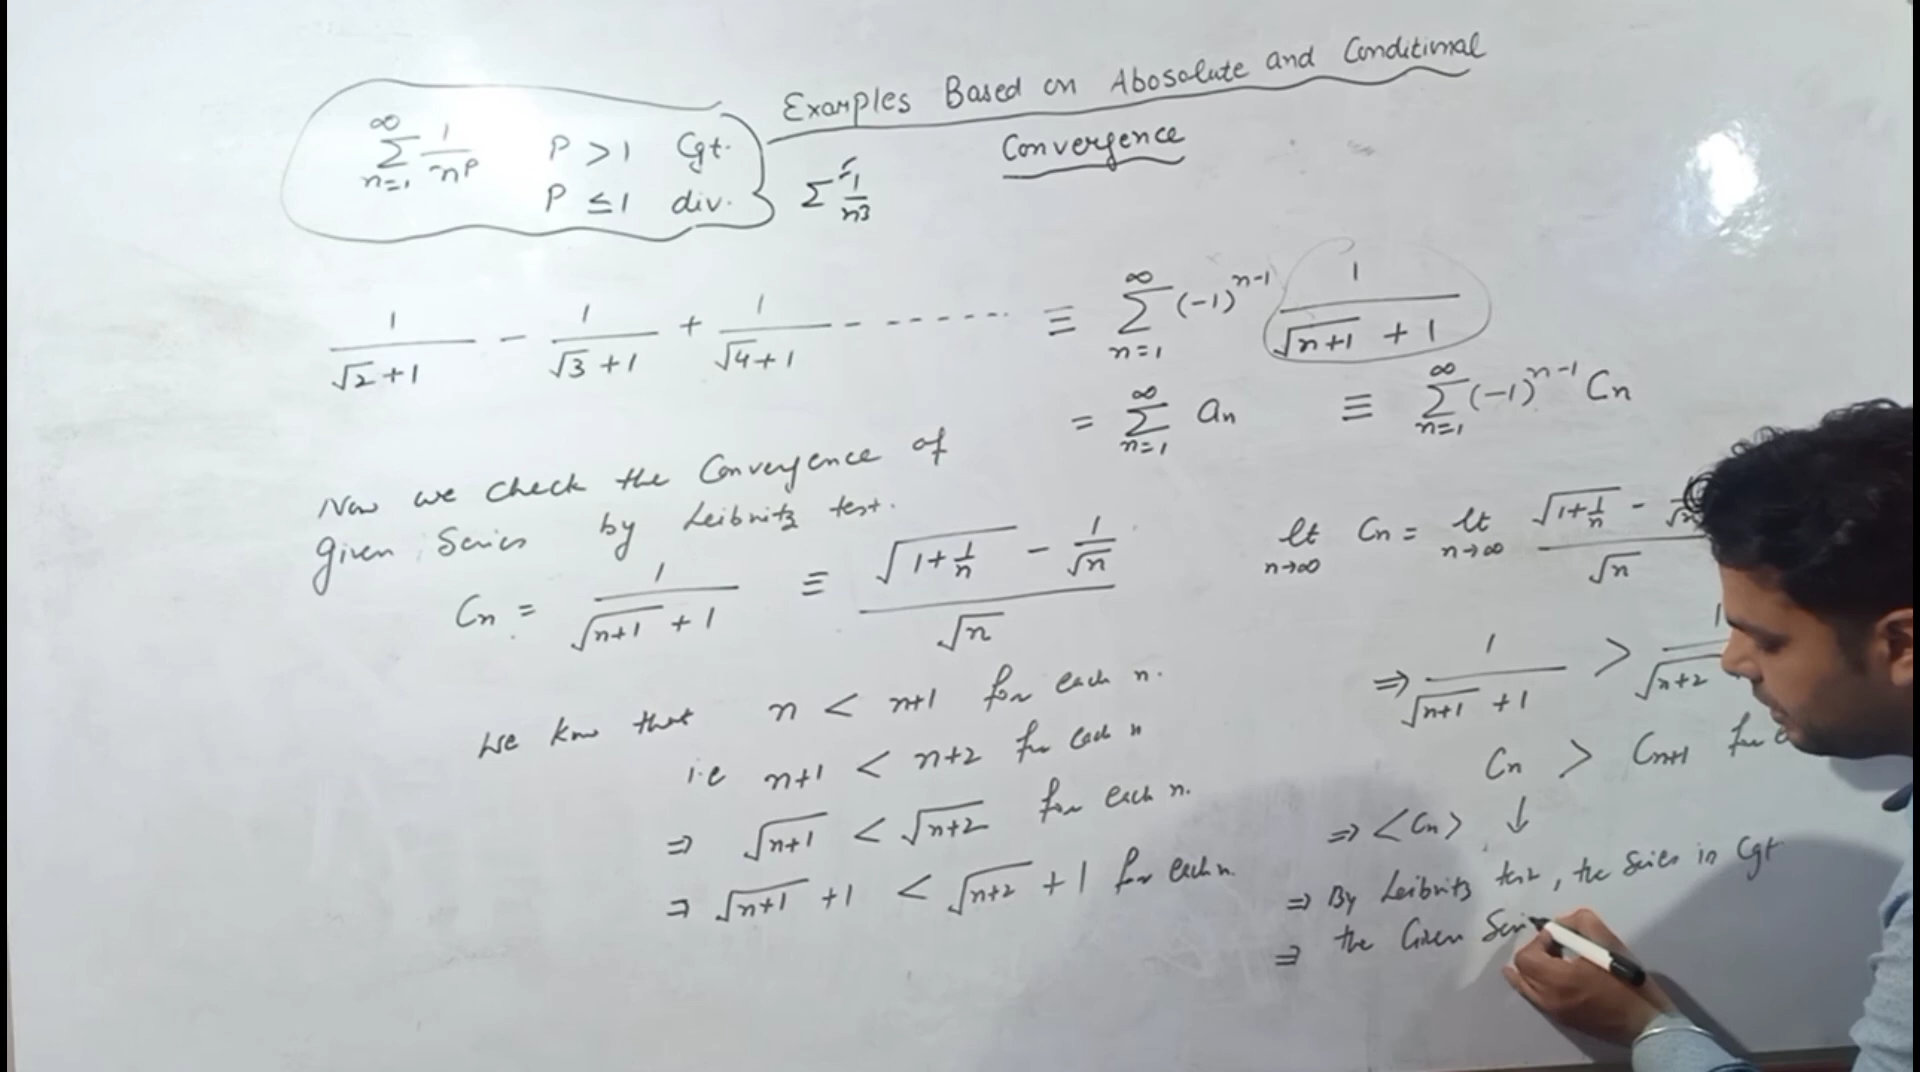 Examples Based on Abosolute and Conditional
Convergence
∞ ∑ n=1 1/n^p P > 1 Cgt.
P ≤ 1 div.
∑ 1/n3
1/(√2+1) - 1/(√3+1) + 1/(√4+1) ------- ≡ ∞ ∑ n=1 (-1)^n-1 1/(√n+1 + 1)
= ∞ ∑ n=1 an ≡ ∞ ∑ n=1 (-1)^n-1 Cn
Now we check the Convergence of
given Series by Leibnitz test.
Cn = 1/(√n+1 + 1) ≡ (√1+1/n - 1/√n)/√n
We know that n < n+1 for each n.
i.e n+1 < n+2 for each n
⇒ √n+1 < √n+2 for each n.
⇒ √n+1 + 1 < √n+2 + 1 for each n.
lt n→∞ Cn = lt n→∞ (√1+1/n - 1/√n)/√n
⇒ 1/(√n+1 + 1) > 1/√n+2
Cn > Cn+1 for
⇒ <Cn> ↓
⇒ By Leibnitz test, the Series is Cgt
⇒ the Given Seri